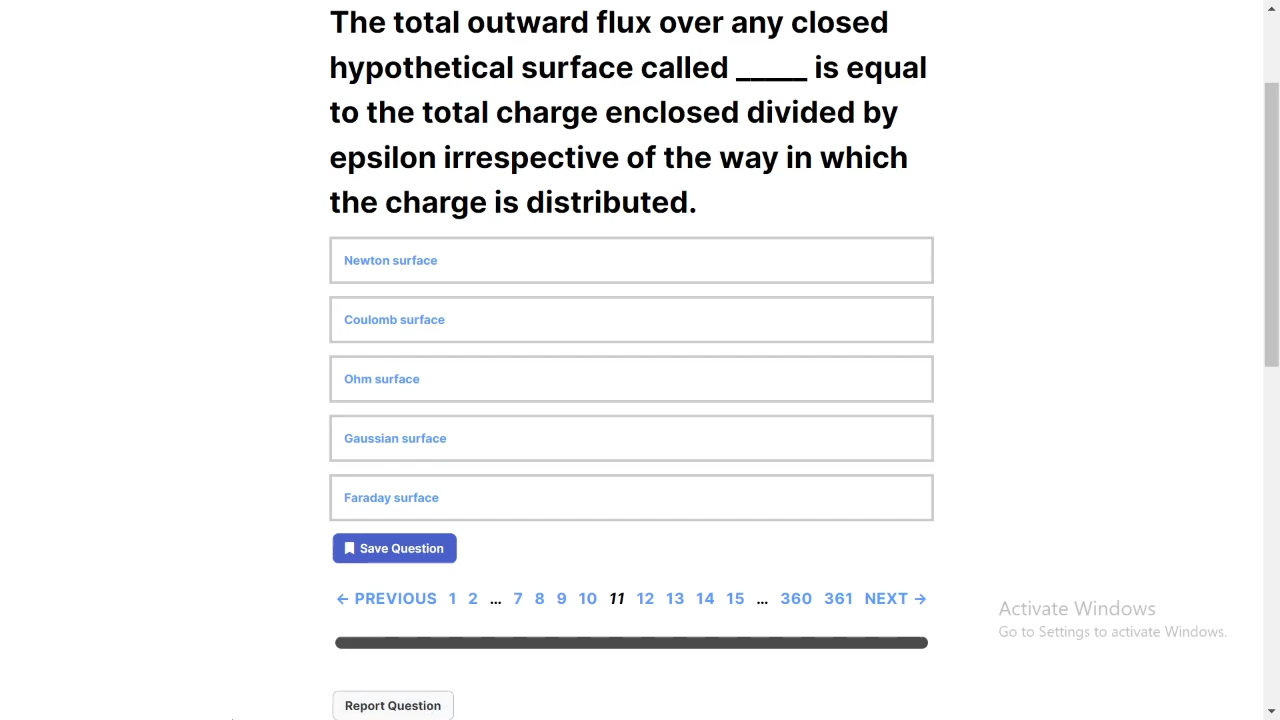 The total outward flux over any closed
hypothetical surface called _____ is equal
to the total charge enclosed divided by
epsilon irrespective of the way in which
the charge is distributed.
Newton surface
Coulomb surface
Ohm surface
Gaussian surface
Faraday surface
Save Question
← PREVIOUS 1 2 ... 7 8 9 10 11 12 13 14 15 ... 360 361 NEXT →
Activate Windows
Go to Settings to activate Windows.
Report Question